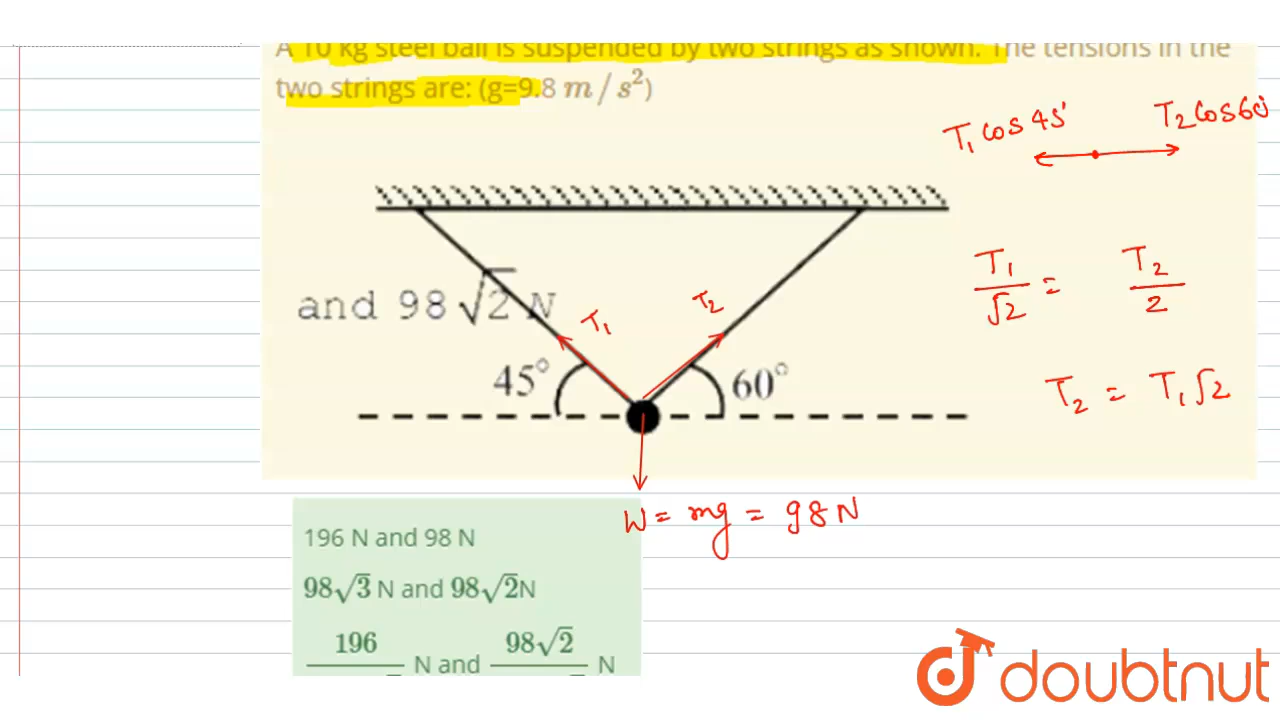 A 10 kg steel ball is suspended by two strings as shown. The tensions in the
two strings are: (g=9.8 m/s²)
T₁ cos 45°
T₂ cos 60
and 98 √2 N
T₁
T₂
45°
60°
T₁/√2 = T₂/2
T₂ = T₁√2
W = mg = 98 N
196 N and 98 N
98√3 N and 98√2N
196 N and 98√2 N
doubtnut